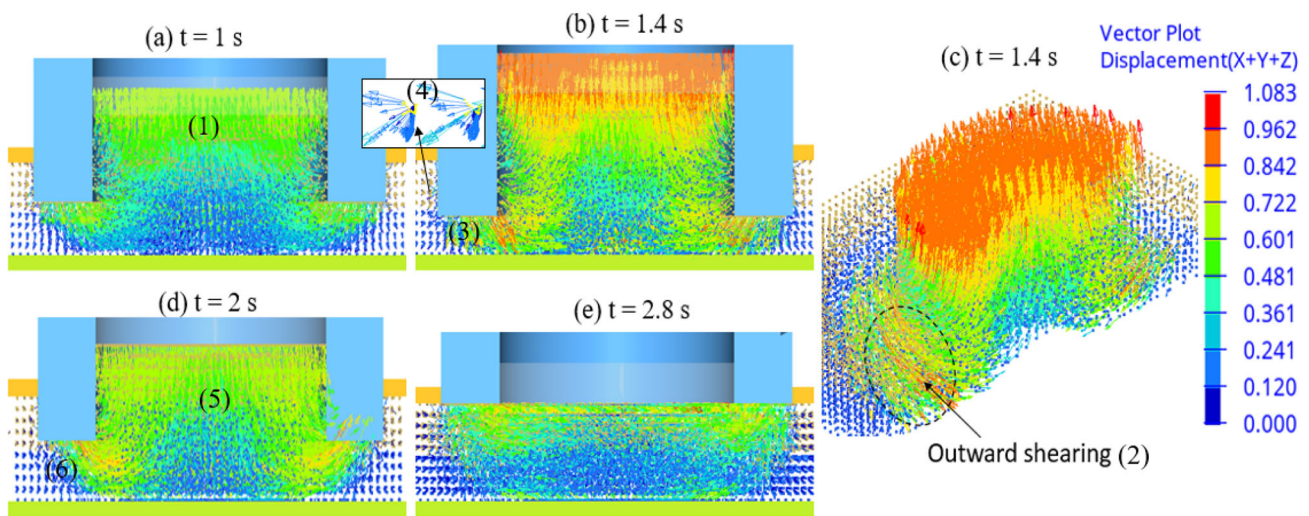 (a) t = 1 s
(b) t = 1.4 s
(c) t = 1.4 s
Vector Plot
Displacement(X+Y+Z)
1.083
0.962
0.842
0.722
0.601
0.481
0.361
0.241
0.120
0.000
(1)
(4)
(3)
(d) t = 2 s
(e) t = 2.8 s
(5)
(6)
Outward shearing (2)